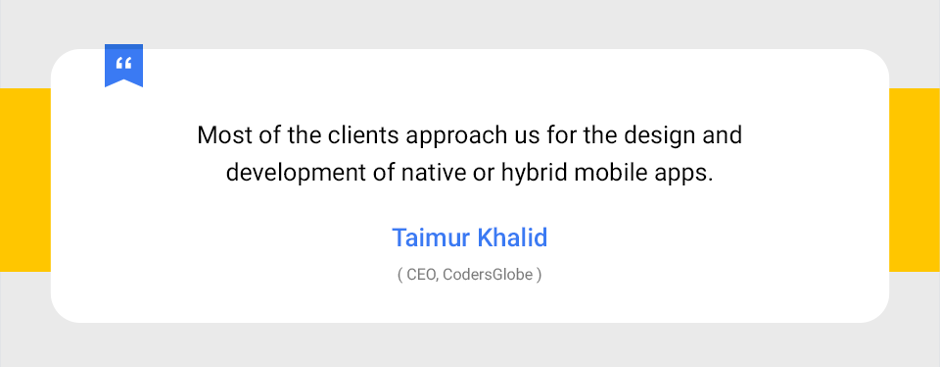 “
Most of the clients approach us for the design and
development of native or hybrid mobile apps.
Taimur Khalid
( CEO, CodersGlobe )